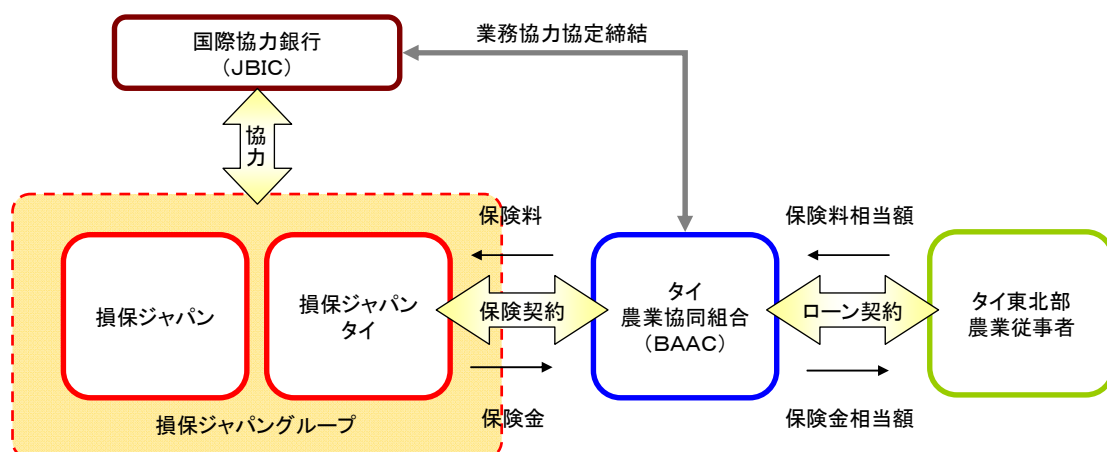 国際協力銀行
（JBIC）
業務協力協定締結
協力
保険料
保険料相当額
損保ジャパン
損保ジャパン
タイ
保険契約
タイ
農業協同組合
（BAAC）
ローン契約
タイ東北部
農業従事者
保険金
保険金相当額
損保ジャパングループ